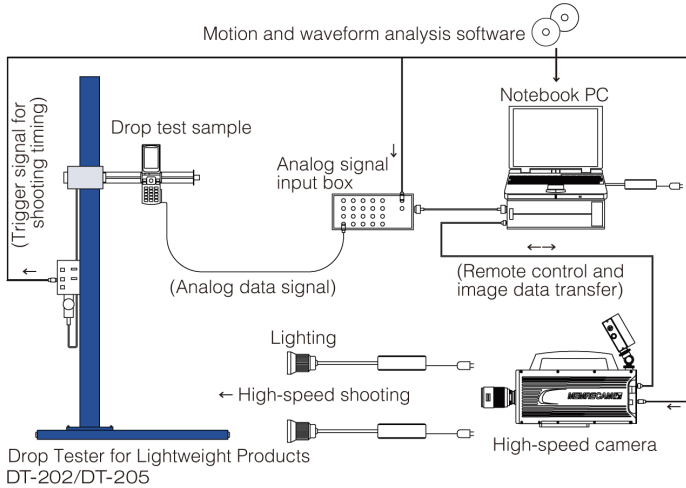 Motion and waveform analysis software
Notebook PC
(Trigger signal for
shooting timing)
Drop test sample
Analog signal
input box
(Analog data signal)
(Remote control and
image data transfer)
Lighting
← High-speed shooting
MEMRECAM
High-speed camera
Drop Tester for Lightweight Products
DT-202/DT-205